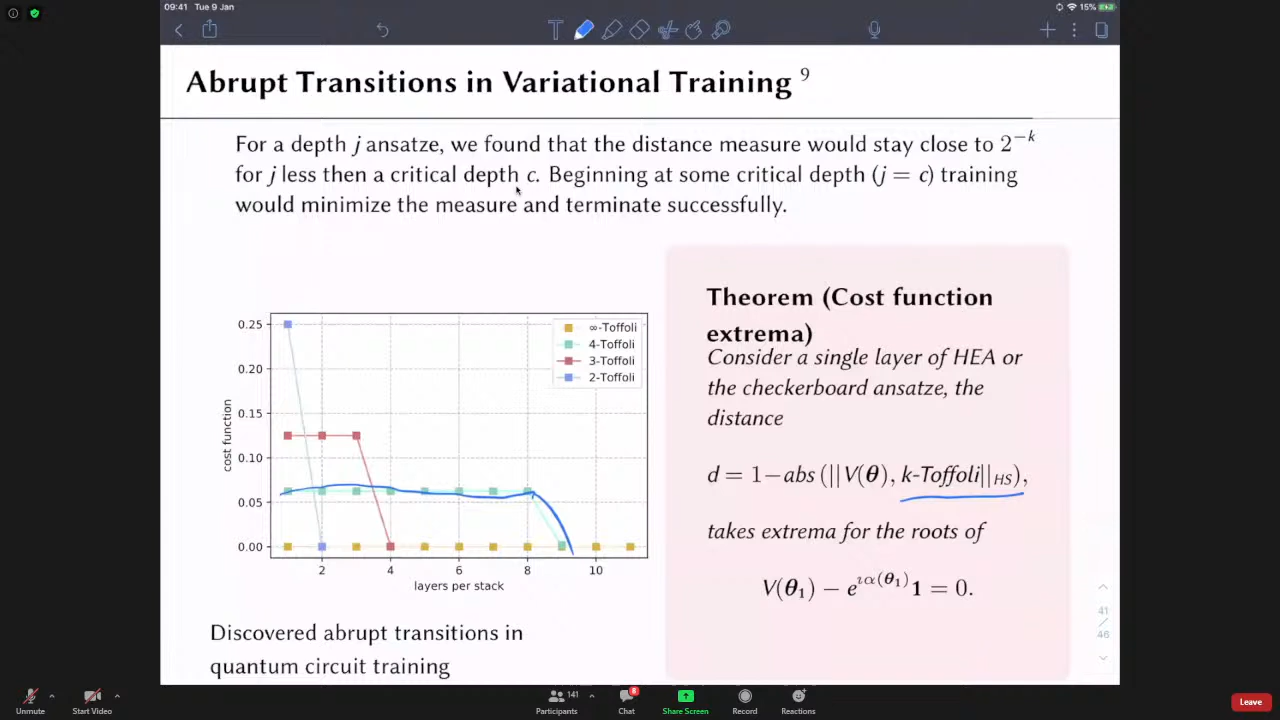 09:41 Tue 9 Jan
15%
Abrupt Transitions in Variational Training 9
For a depth j ansatze, we found that the distance measure would stay close to 2^{−k}
for j less then a critical depth c. Beginning at some critical depth (j = c) training
would minimize the measure and terminate successfully.
0.25
0.20
0.15
0.10
0.05
0.00
cost function
2 4 6 8 10
layers per stack
∞-Toffoli
4-Toffoli
3-Toffoli
2-Toffoli
Discovered abrupt transitions in
quantum circuit training
Theorem (Cost function
extrema)
Consider a single layer of HEA or
the checkerboard ansatze, the
distance
d = 1−abs (||V(θ), k-Toffoli||_{HS}),
takes extrema for the roots of
V(θ₁) − e^{ıα(θ₁)}1 = 0.
41
/
46
Unmute
Start Video
141
Participants
8
Chat
Share Screen
Record
Reactions
Leave